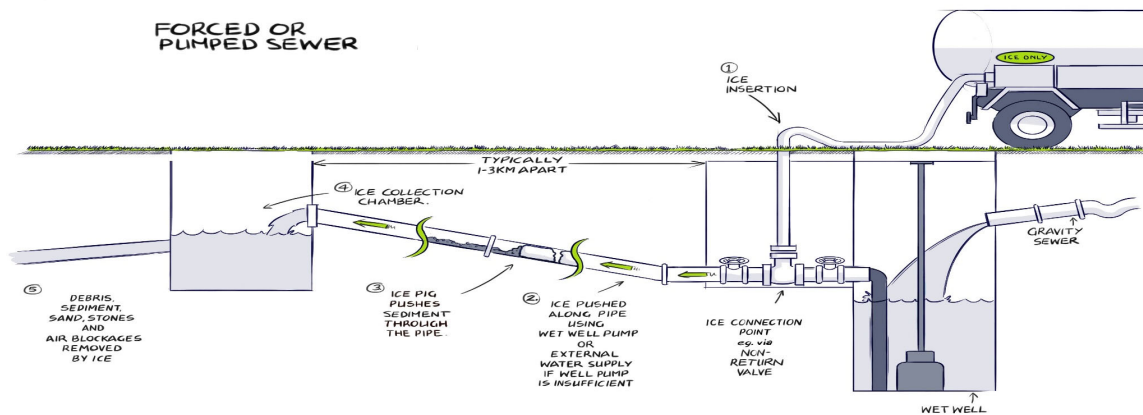 FORCED OR
PUMPED SEWER
①
ICE
INSERTION
ICE ONLY
TYPICALLY
1-3KM APART
④ ICE COLLECTION
CHAMBER.
GRAVITY
SEWER
⑤
DEBRIS,
SEDIMENT,
SAND, STONES
AND
AIR BLOCKAGES
REMOVED
BY ICE
③
ICE PIG
PUSHES
SEDIMENT
THROUGH
THE PIPE.
②.
ICE PUSHED
ALONG PIPE
USING
WET WELL PUMP
OR
EXTERNAL
WATER SUPPLY
IF WELL PUMP
IS INSUFFICIENT
ICE CONNECTION
POINT
eg. via
NON-
RETURN
VALVE
WET WELL